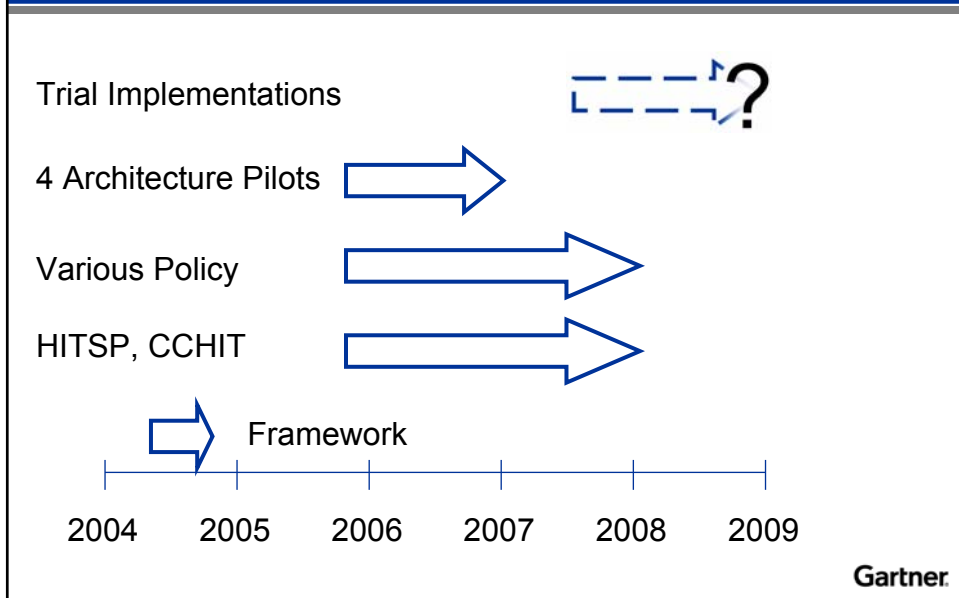 Trial Implementations
?
4 Architecture Pilots
Various Policy
HITSP, CCHIT
Framework
2004 2005 2006 2007 2008 2009
Gartner